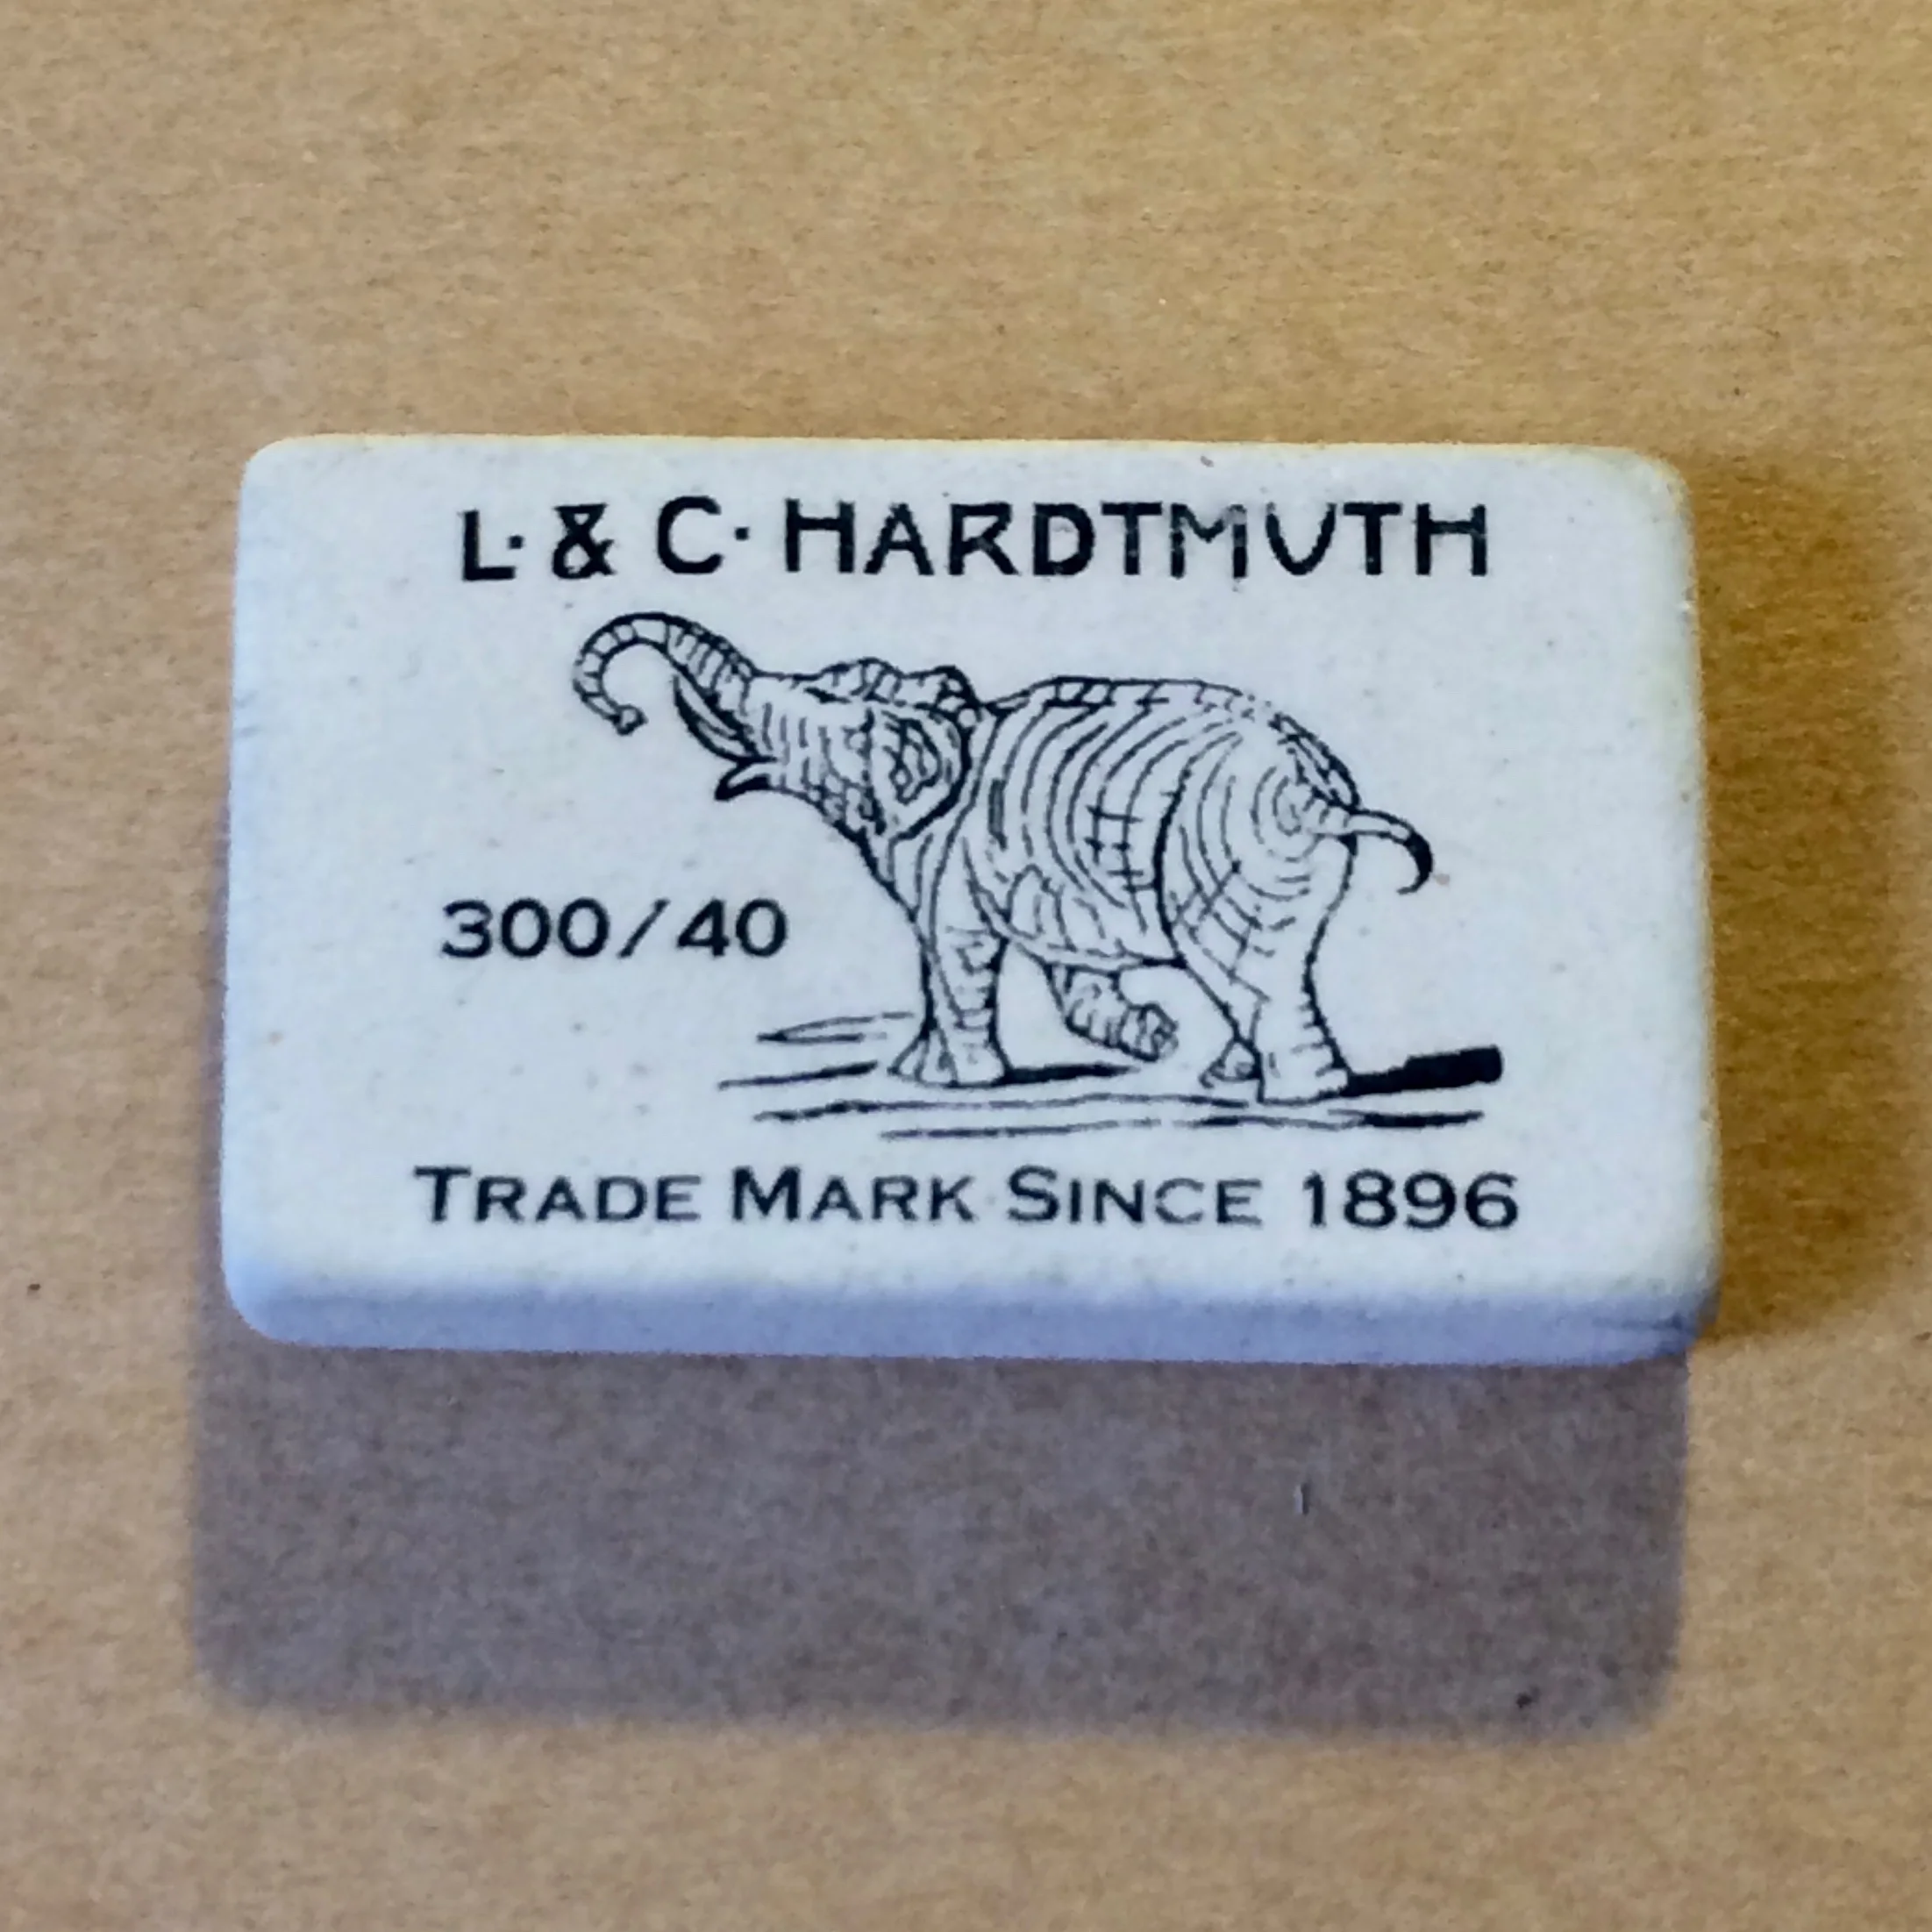 L. & C. HARDTMUTH
300/40
TRADE MARK SINCE 1896